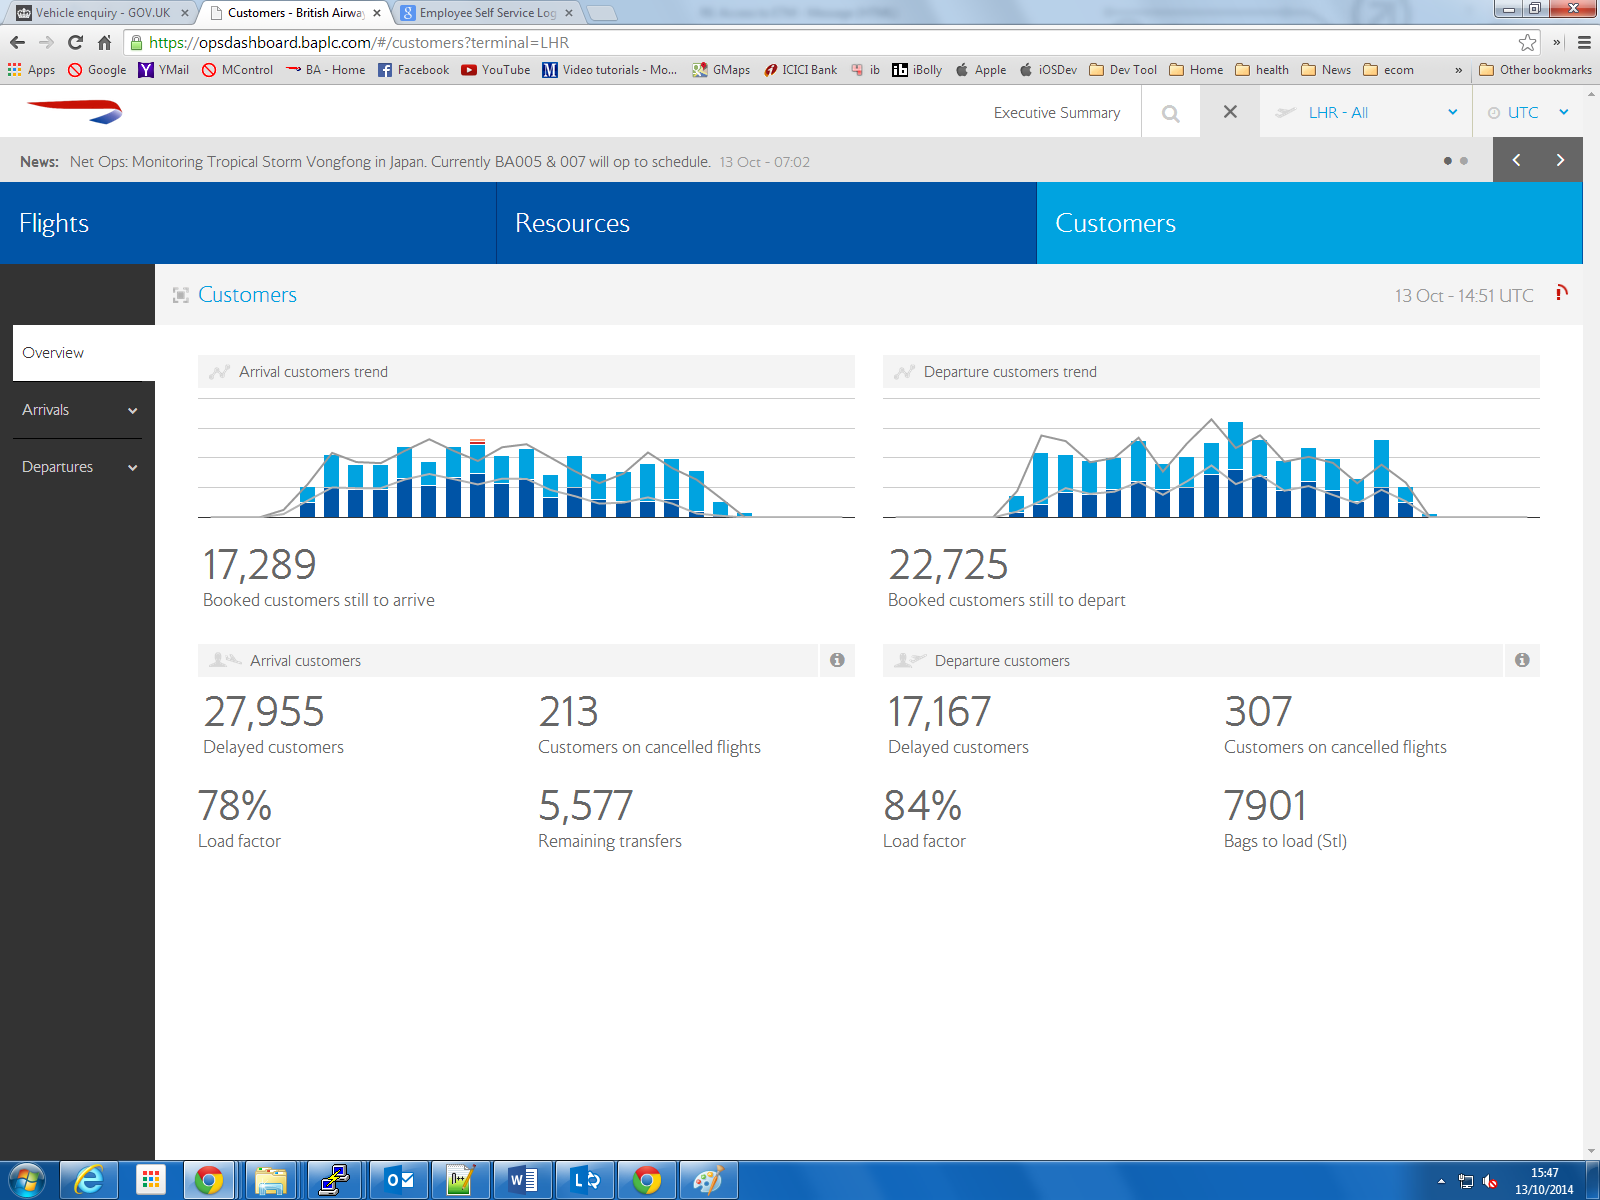 Vehicle enquiry - GOV.UK
Customers - British Airwa
Employee Self Service Log
https://opsdashboard.baplc.com/#/customers?terminal=LHR
Apps Google YMail MControl BA - Home Facebook YouTube Video tutorials - Mo... GMaps ICICI Bank ib iBolly Apple iOSDev Dev Tool Home health News ecom » Other bookmarks
Executive Summary LHR - All UTC
News: Net Ops: Monitoring Tropical Storm Vongfong in Japan. Currently BA005 & 007 will op to schedule. 13 Oct - 07:02
Flights Resources Customers
Customers 13 Oct - 14:51 UTC
Overview
Arrivals
Departures
Arrival customers trend
17,289
Booked customers still to arrive
Departure customers trend
22,725
Booked customers still to depart
Arrival customers
27,955 213
Delayed customers Customers on cancelled flights
78% 5,577
Load factor Remaining transfers
Departure customers
17,167 307
Delayed customers Customers on cancelled flights
84% 7901
Load factor Bags to load (Stl)
15:47
13/10/2014